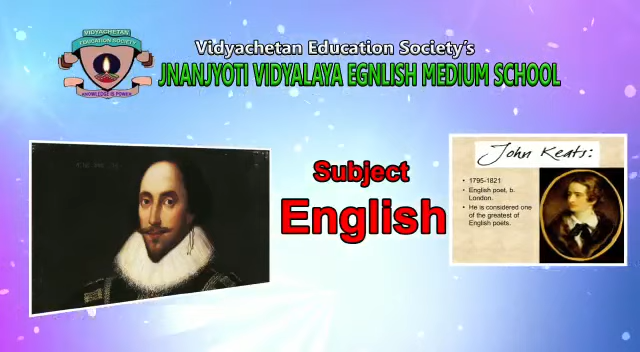 VIDYACHETAN
EDUCATION SOCIETY
KNOWLEDGE IS POWER
Vidyachetan Education Society's
JNANJYOTI VIDYALAYA EGNLISH MEDIUM SCHOOL
Subject
English
John Keats:
• 1795-1821
• English poet, b.
London.
• He is considered one
of the greatest of
English poets.